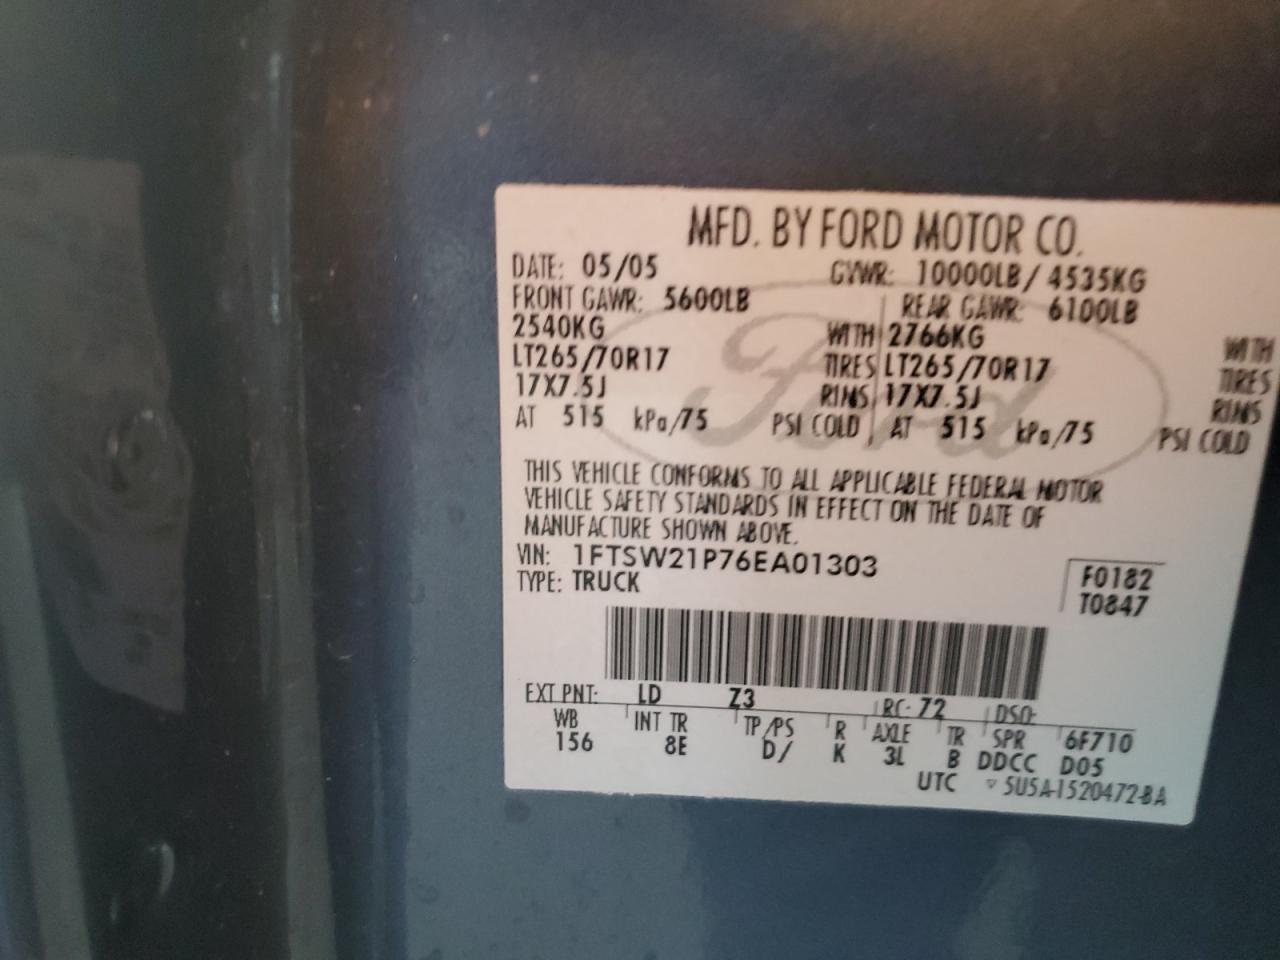 MFD. BY FORD MOTOR CO.
DATE: 05/05 GVWR: 10000LB/ 4535KG
FRONT GAWR: 5600LB REAR GAWR: 6100LB
2540KG WITH 2766KG WITH
LT265/70R17 TIRES LT265/70R17 TIRES
17X7.5J RIMS 17X7.5J RIMS
AT 515 kPa/75 PSI COLD AT 515 kPa/75 PSI COLD
Ford
THIS VEHICLE CONFORMS TO ALL APPLICABLE FEDERAL MOTOR
VEHICLE SAFETY STANDARDS IN EFFECT ON THE DATE OF
MANUFACTURE SHOWN ABOVE.
VIN: 1FTSW21P76EA01303
TYPE: TRUCK
F0182
T0847
EXT PNT: LD Z3 RC: 72 DSO:
WB INT TR TP/PS R AXLE TR SPR 6F710
156 8E D/ K 3L B DDCC D05
UTC ▿ 5U5A-1520472-BA